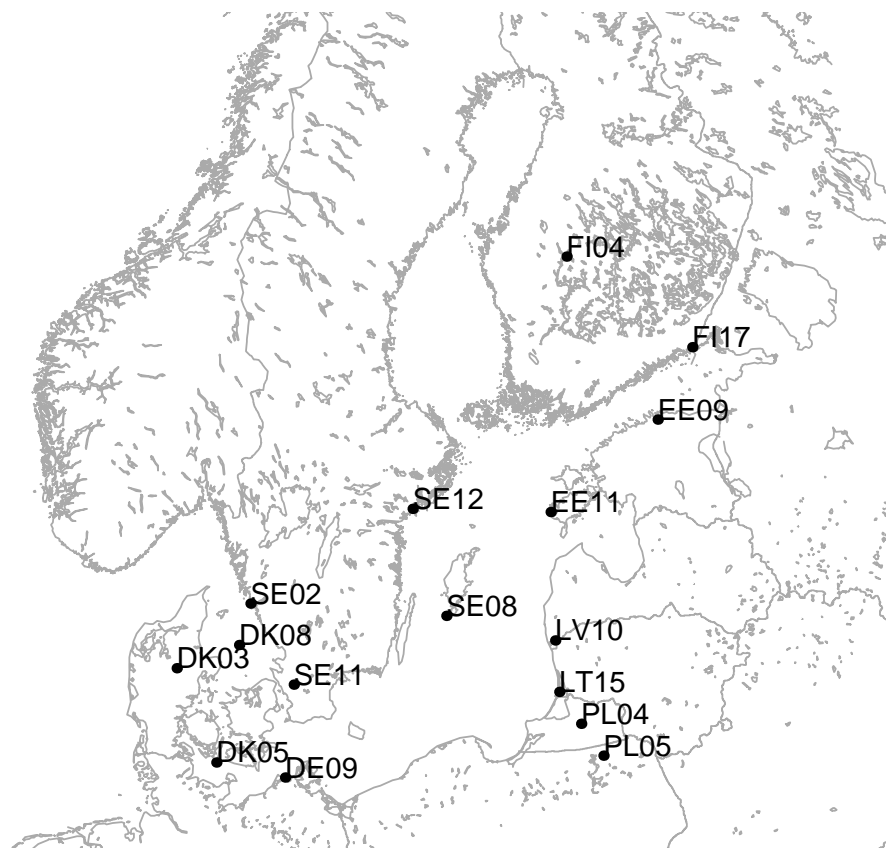 FI04
FI17
EE09
SE12
EE11
SE02
SE08
DK08
LV10
DK03
SE11
LT15
PL04
PL05
DK05
DE09